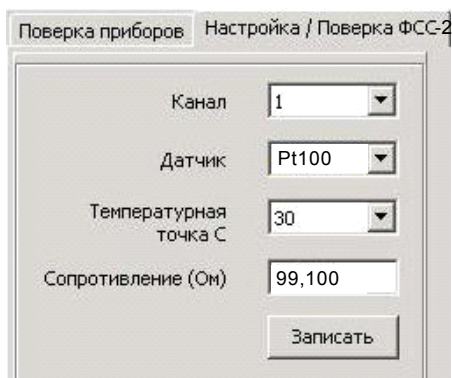 Поверка приборов Настройка / Поверка ФСС-2
Канал 1
Датчик Pt100
Температурная
точка С 30
Сопротивление (Ом) 99,100
Записать